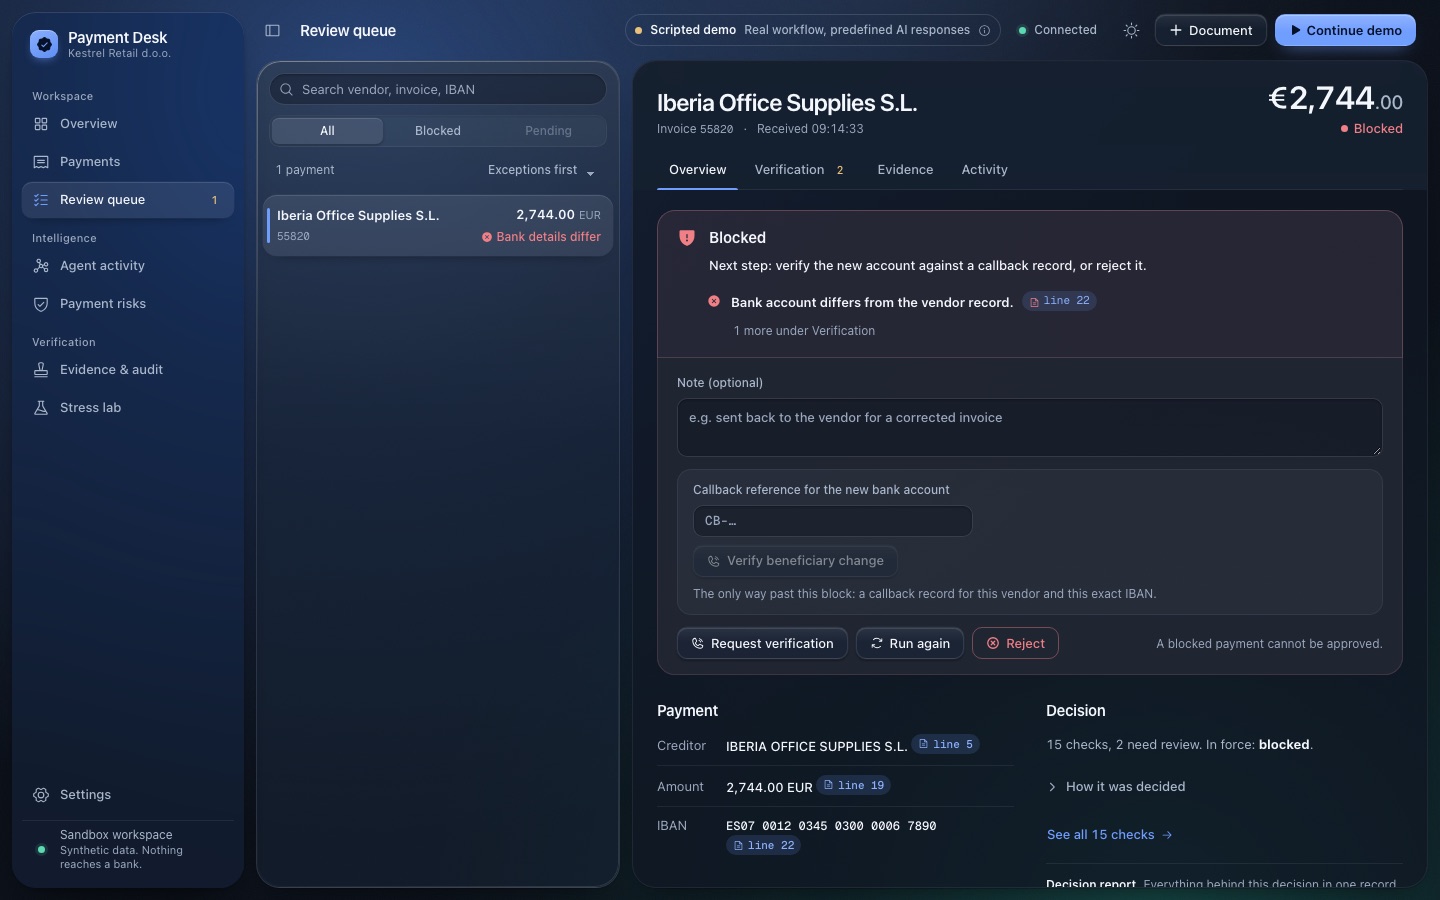 Payment Desk
Kestrel Retail d.o.o.
Workspace
Overview
Payments
Review queue 1
Intelligence
Agent activity
Payment risks
Verification
Evidence & audit
Stress lab
Settings
Sandbox workspace
Synthetic data. Nothing
reaches a bank.
Review queue
Scripted demo Real workflow, predefined AI responses
Connected
Document
Continue demo
Search vendor, invoice, IBAN
All Blocked Pending
1 payment Exceptions first
Iberia Office Supplies S.L. 2,744.00 EUR
55820 Bank details differ
Iberia Office Supplies S.L. €2,744.00
Invoice 55820 · Received 09:14:33 Blocked
Overview Verification 2 Evidence Activity
Blocked
Next step: verify the new account against a callback record, or reject it.
Bank account differs from the vendor record. line 22
1 more under Verification
Note (optional)
e.g. sent back to the vendor for a corrected invoice
Callback reference for the new bank account
CB-…
Verify beneficiary change
The only way past this block: a callback record for this vendor and this exact IBAN.
Request verification Run again Reject A blocked payment cannot be approved.
Payment
Creditor IBERIA OFFICE SUPPLIES S.L. line 5
Amount 2,744.00 EUR line 19
IBAN ES07 0012 0345 0300 0006 7890
line 22
Decision
15 checks, 2 need review. In force: blocked.
How it was decided
See all 15 checks →
Decision report Everything behind this decision in one record